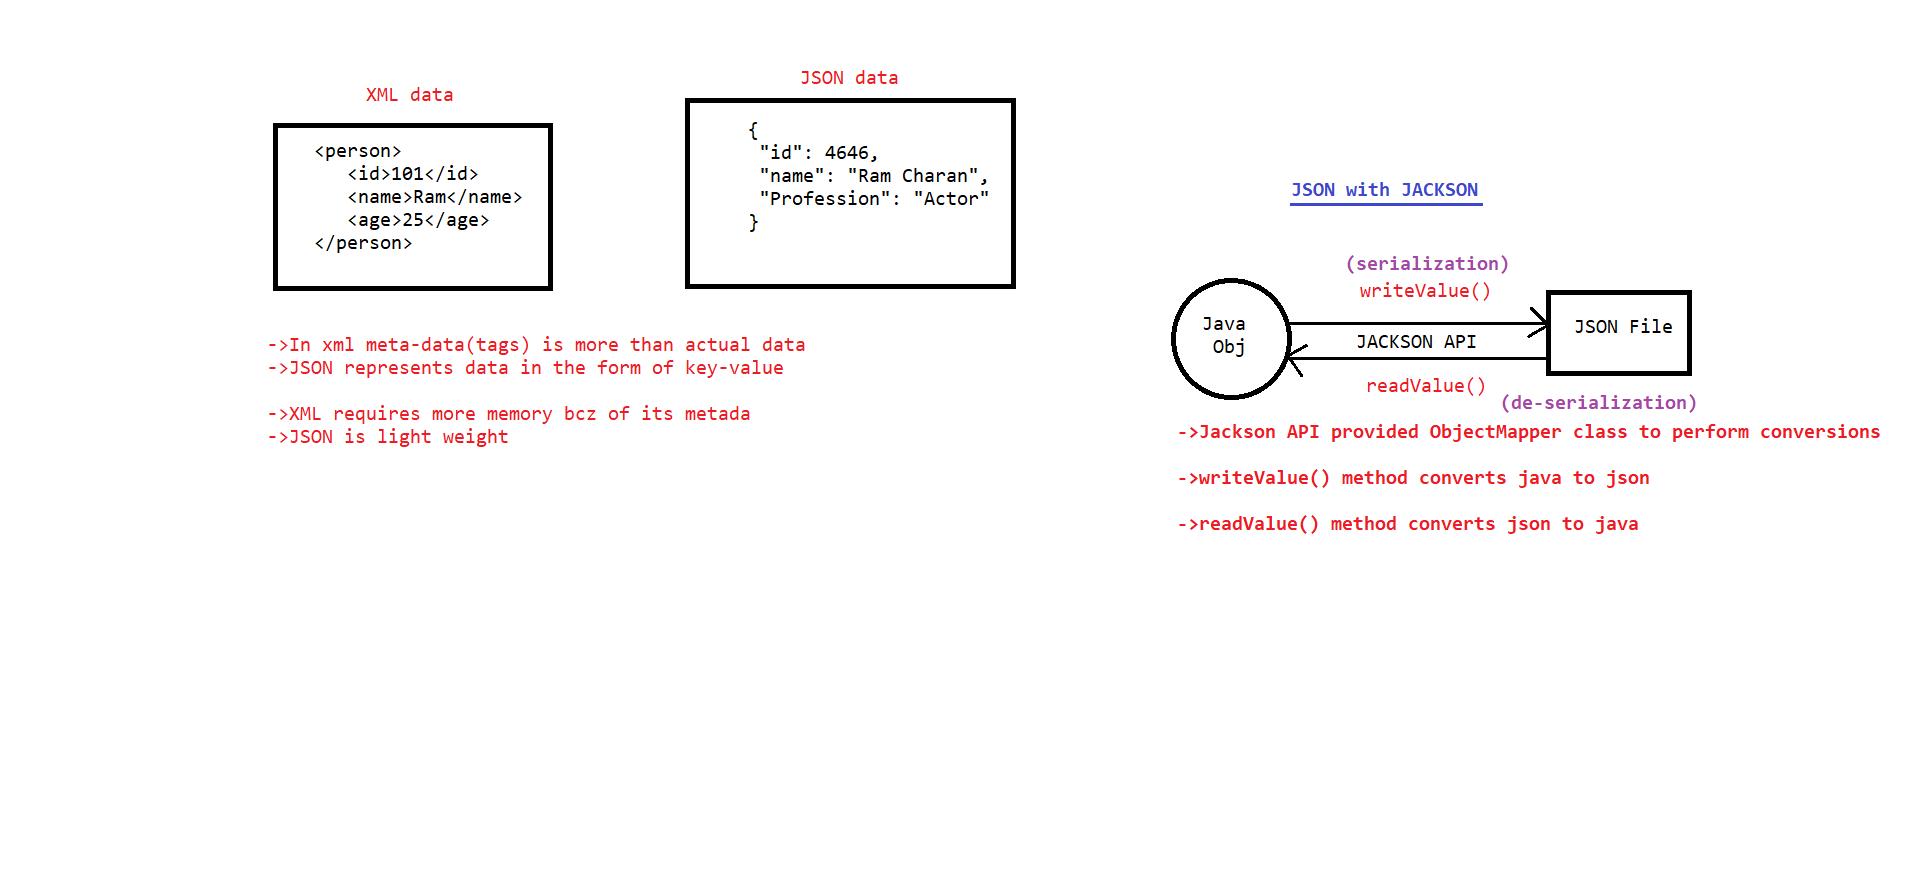 XML data
<person>
<id>101</id>
<name>Ram</name>
<age>25</age>
</person>
JSON data
{
"id": 4646,
"name": "Ram Charan",
"Profession": "Actor"
}
->In xml meta-data(tags) is more than actual data
->JSON represents data in the form of key-value
->XML requires more memory bcz of its metada
->JSON is light weight
JSON with JACKSON
(serialization)
writeValue()
Java
Obj
JACKSON API
JSON File
readValue()
(de-serialization)
->Jackson API provided ObjectMapper class to perform conversions
->writeValue() method converts java to json
->readValue() method converts json to java